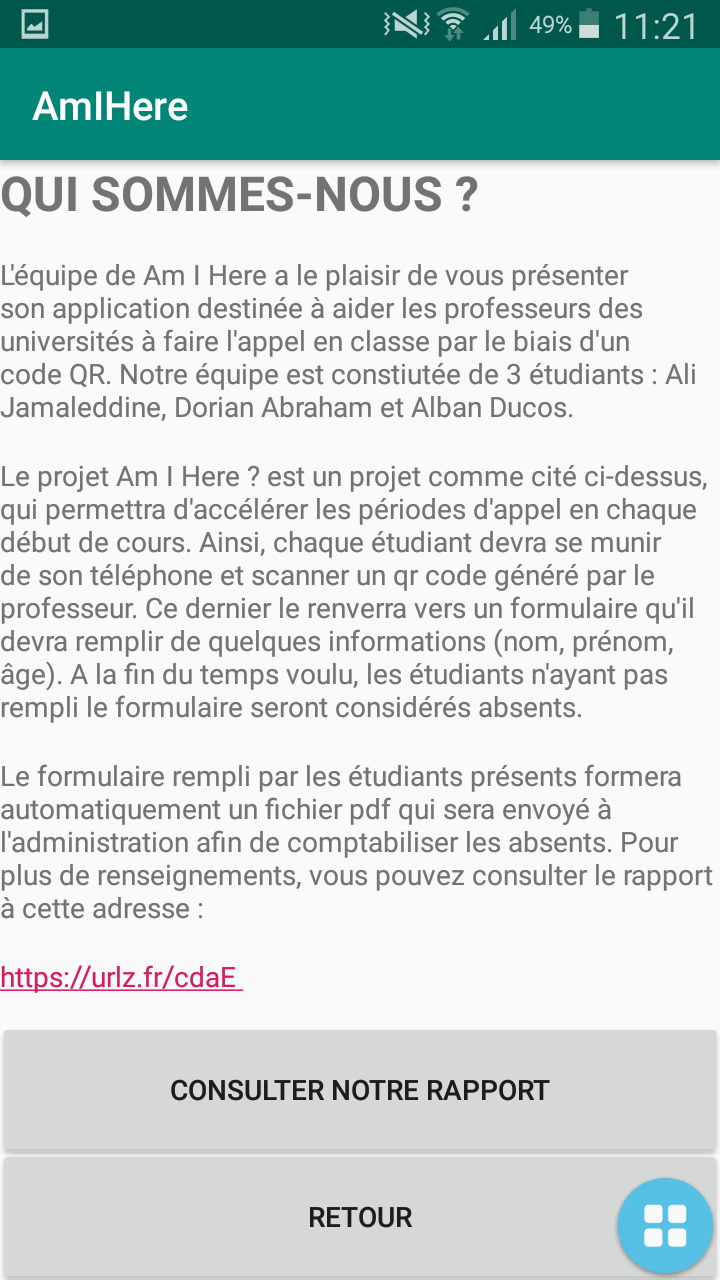 49% 11:21
AmIHere
QUI SOMMES-NOUS ?
L'équipe de Am I Here a le plaisir de vous présenter
son application destinée à aider les professeurs des
universités à faire l'appel en classe par le biais d'un
code QR. Notre équipe est constiutée de 3 étudiants : Ali
Jamaleddine, Dorian Abraham et Alban Ducos.
Le projet Am I Here ? est un projet comme cité ci-dessus,
qui permettra d'accélérer les périodes d'appel en chaque
début de cours. Ainsi, chaque étudiant devra se munir
de son téléphone et scanner un qr code généré par le
professeur. Ce dernier le renverra vers un formulaire qu'il
devra remplir de quelques informations (nom, prénom,
âge). A la fin du temps voulu, les étudiants n'ayant pas
rempli le formulaire seront considérés absents.
Le formulaire rempli par les étudiants présents formera
automatiquement un fichier pdf qui sera envoyé à
l'administration afin de comptabiliser les absents. Pour
plus de renseignements, vous pouvez consulter le rapport
à cette adresse :
https://urlz.fr/cdaE
CONSULTER NOTRE RAPPORT
RETOUR